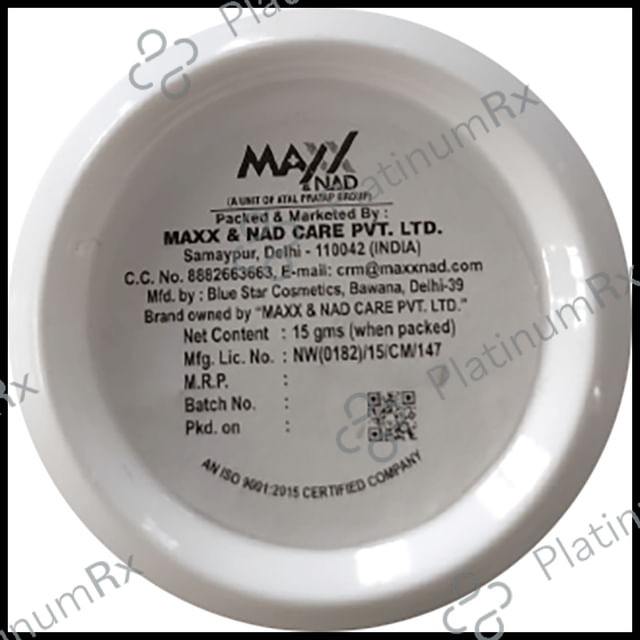 MAXX
& NAD
(A UNIT OF ATAL PRATAP GROUP)
Packed & Marketed By :
MAXX & NAD CARE PVT. LTD.
Samaypur, Delhi - 110042 (INDIA)
C.C. No. 8882663663, E-mail: crm@maxxnad.com
Mfd. by : Blue Star Cosmetics, Bawana, Delhi-39
Brand owned by "MAXX & NAD CARE PVT. LTD."
Net Content : 15 gms (when packed)
Mfg. Lic. No. : NW(0182)/15/CM/147
M.R.P. :
Batch No. :
Pkd. on :
AN ISO 9001:2015 CERTIFIED COMPANY
PlatinumRx
PlatinumRx
PlatinumRx
PlatinumRx